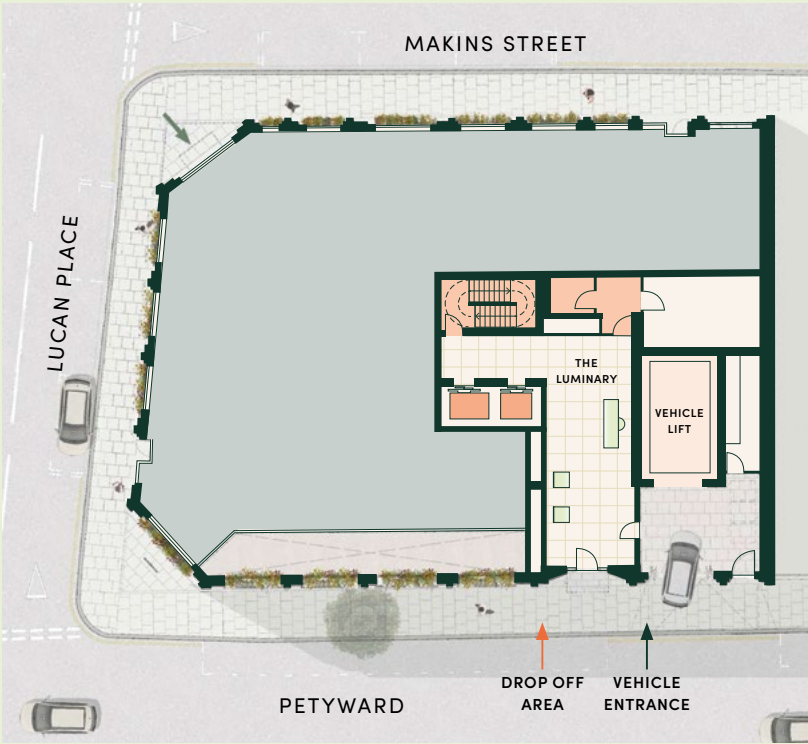 MAKINS STREET
LUCAN PLACE
THE
LUMINARY
VEHICLE
LIFT
DROP OFF
AREA
VEHICLE
ENTRANCE
PETYWARD